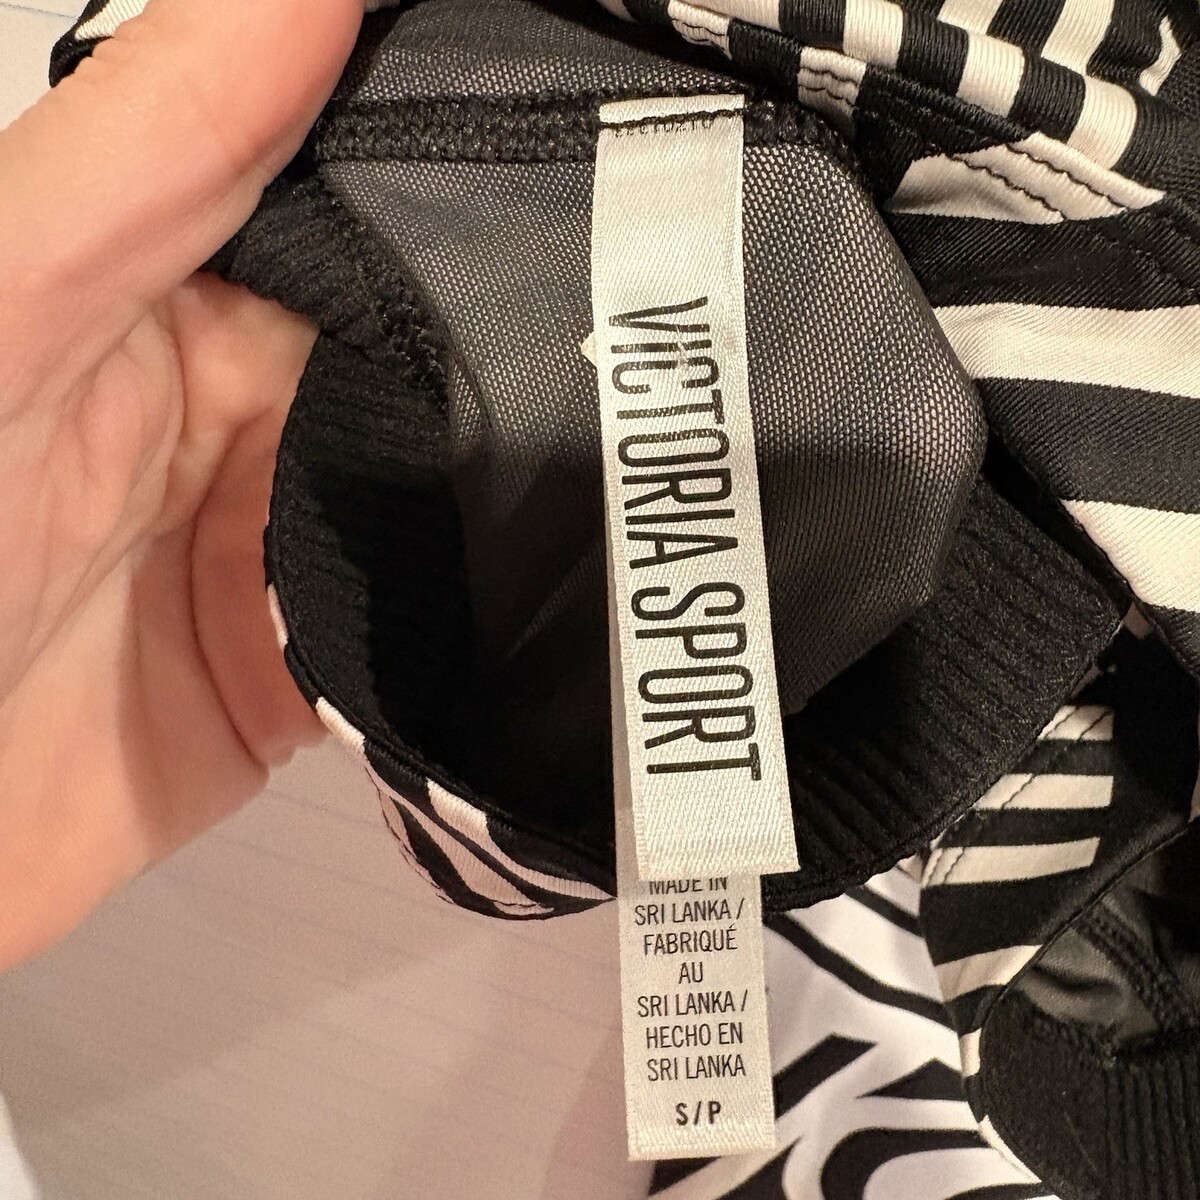 VICTORIA SPORT
MADE IN
SRI LANKA /
FABRIQUÉ
AU
SRI LANKA /
HECHO EN
SRI LANKA
S/P